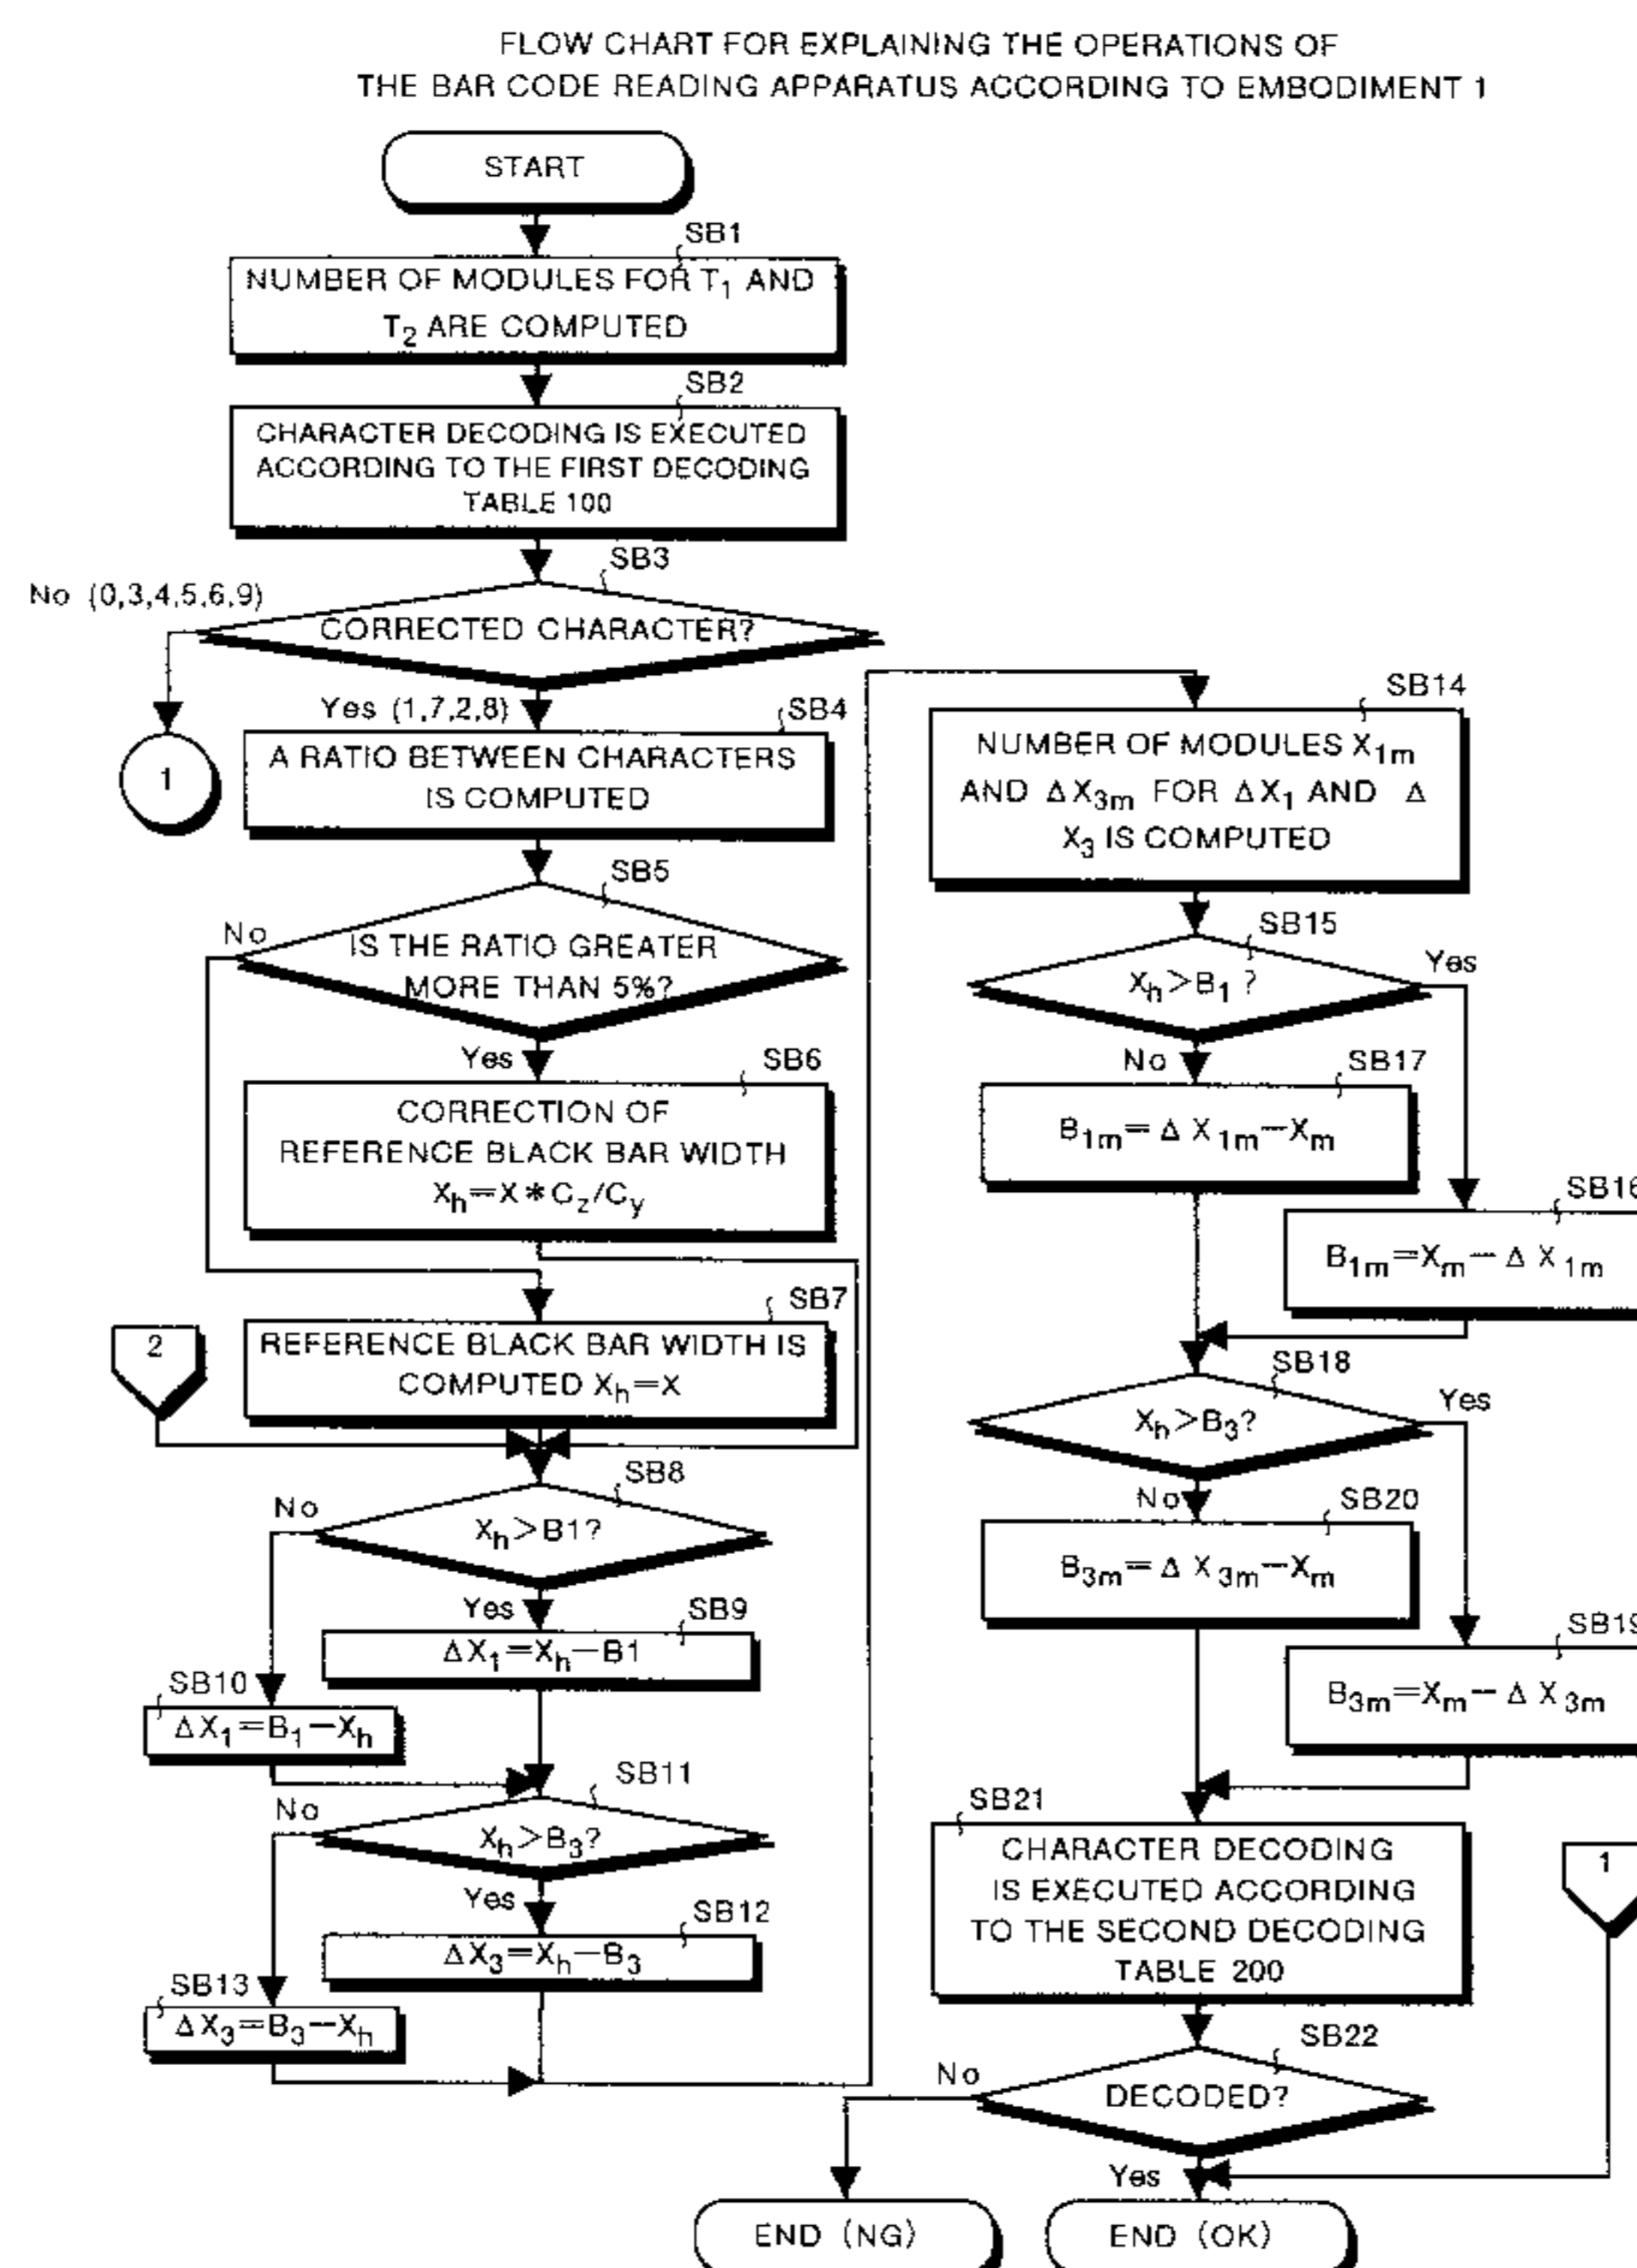 FLOW CHART FOR EXPLAINING THE OPERATIONS OF
THE BAR CODE READING APPARATUS ACCORDING TO EMBODIMENT 1
START
SB1
NUMBER OF MODULES FOR T1 AND
T2 ARE COMPUTED
SB2
CHARACTER DECODING IS EXECUTED
ACCORDING TO THE FIRST DECODING
TABLE 100
SB3
No (0,3,4,5,6,9)
CORRECTED CHARACTER?
1
Yes (1,7,2,8)
SB4
A RATIO BETWEEN CHARACTERS
IS COMPUTED
SB5
No
IS THE RATIO GREATER
MORE THAN 5%?
Yes
SB6
CORRECTION OF
REFERENCE BLACK BAR WIDTH
Xh=X*Cz/Cy
SB7
REFERENCE BLACK BAR WIDTH IS
COMPUTED Xh=X
2
SB8
No
Xh>B1?
Yes
SB9
ΔX1=Xh-B1
SB10
ΔX1=B1-Xh
SB11
No
Xh>B3?
Yes
SB12
ΔX3=Xh-B3
SB13
ΔX3=B3-Xh
SB14
NUMBER OF MODULES X1m
AND ΔX3m FOR ΔX1 AND Δ
X3 IS COMPUTED
SB15
Xh>B1 ?
Yes
No
SB17
B1m=Δ X1m-Xm
SB16
B1m=Xm-Δ X1m
SB18
Xh>B3?
Yes
No
SB20
B3m=Δ X3m-Xm
SB19
B3m=Xm-Δ X3m
SB21
CHARACTER DECODING
IS EXECUTED ACCORDING
TO THE SECOND DECODING
TABLE 200
1
SB22
No
DECODED?
Yes
END (NG)
END (OK)